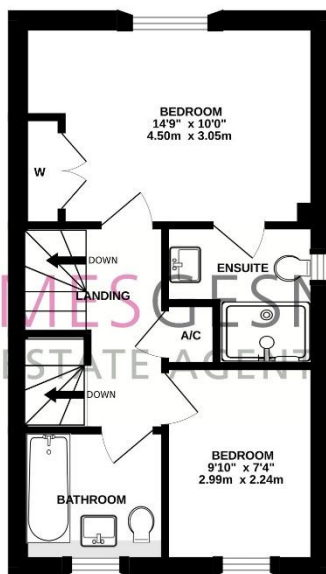 BEDROOM
14'9" x 10'0"
4.50m x 3.05m
W
DOWN
ENSUITE
LANDING
MESGESN
A/C
ESTATE AGENT
DOWN
BEDROOM
9'10" x 7'4"
2.99m x 2.24m
BATHROOM